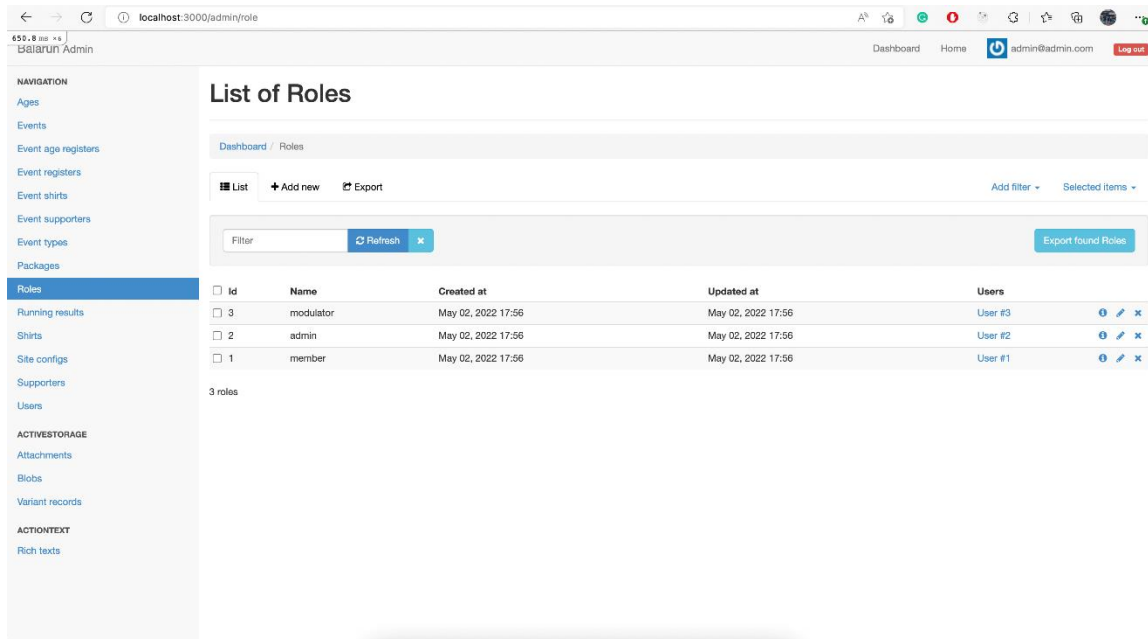 localhost:3000/admin/role
650.8 ms ×6
Balarun Admin
Dashboard Home admin@admin.com Log out
NAVIGATION
Ages
Events
Event age registers
Event registers
Event shirts
Event supporters
Event types
Packages
Roles
Running results
Shirts
Site configs
Supporters
Users
ACTIVESTORAGE
Attachments
Blobs
Variant records
ACTIONTEXT
Rich texts
List of Roles
Dashboard / Roles
List + Add new Export Add filter Selected items
Filter Refresh × Export found Roles
Id Name Created at Updated at Users
3 modulator May 02, 2022 17:56 May 02, 2022 17:56 User #3
2 admin May 02, 2022 17:56 May 02, 2022 17:56 User #2
1 member May 02, 2022 17:56 May 02, 2022 17:56 User #1
3 roles